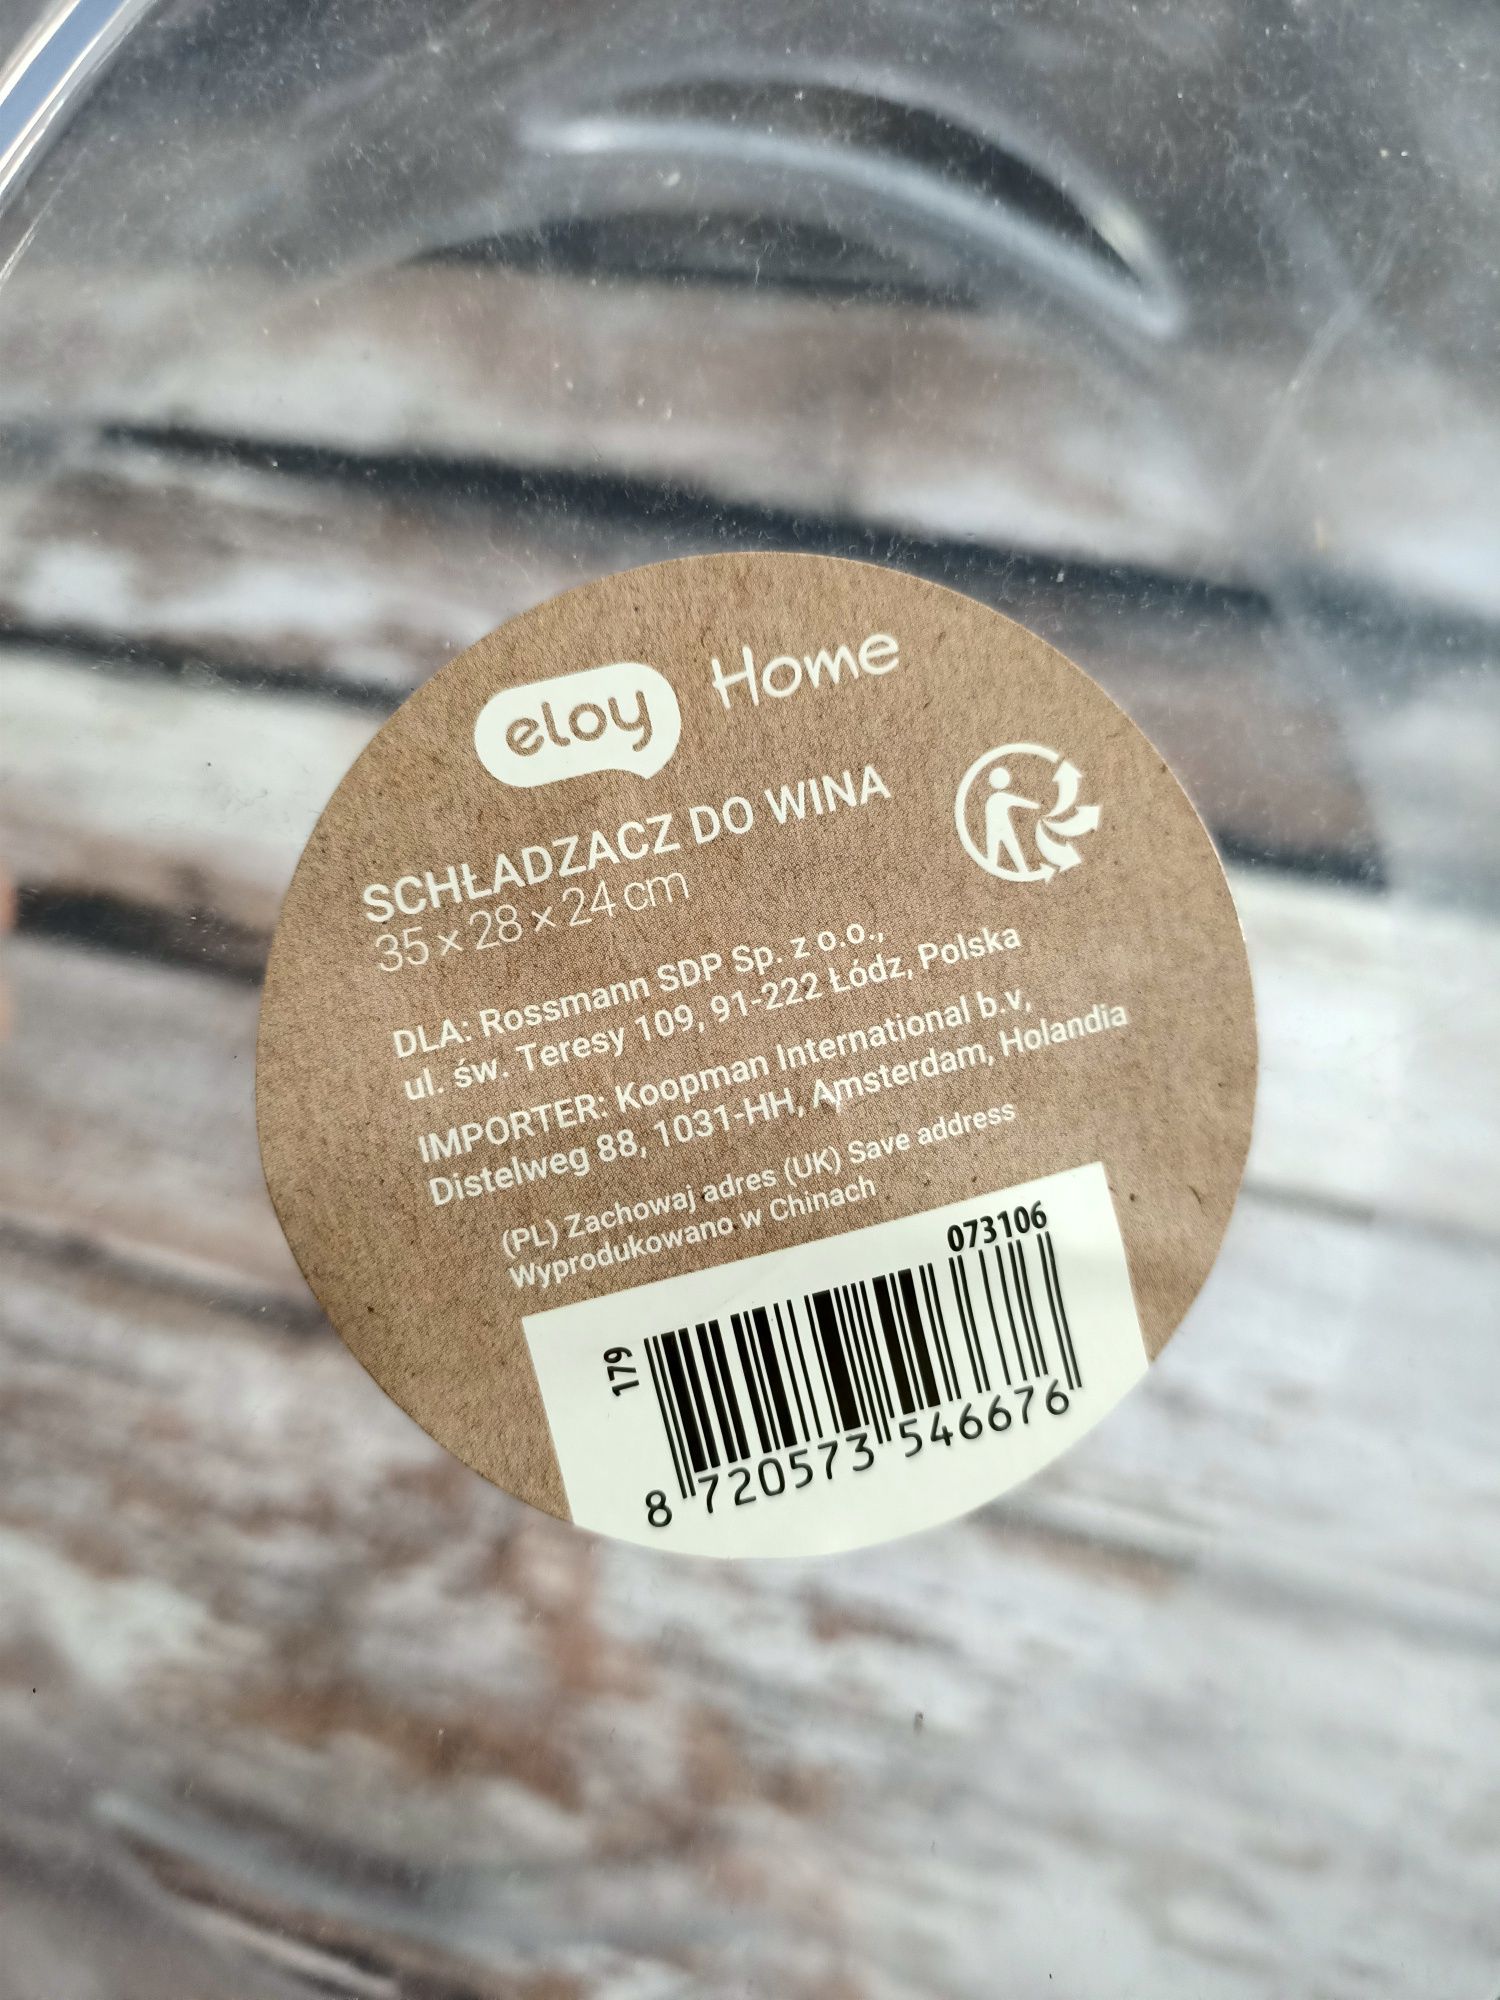 eloy Home
SCHŁADZACZ DO WINA
35 × 28 × 24 cm
DLA: Rossmann SDP Sp. z o.o.,
ul. św. Teresy 109, 91-222 Łódz, Polska
IMPORTER: Koopman International b.v,
Distelweg 88, 1031-HH, Amsterdam, Holandia
(PL) Zachowaj adres (UK) Save address
Wyprodukowano w Chinach
073106
179
8 720573 546676